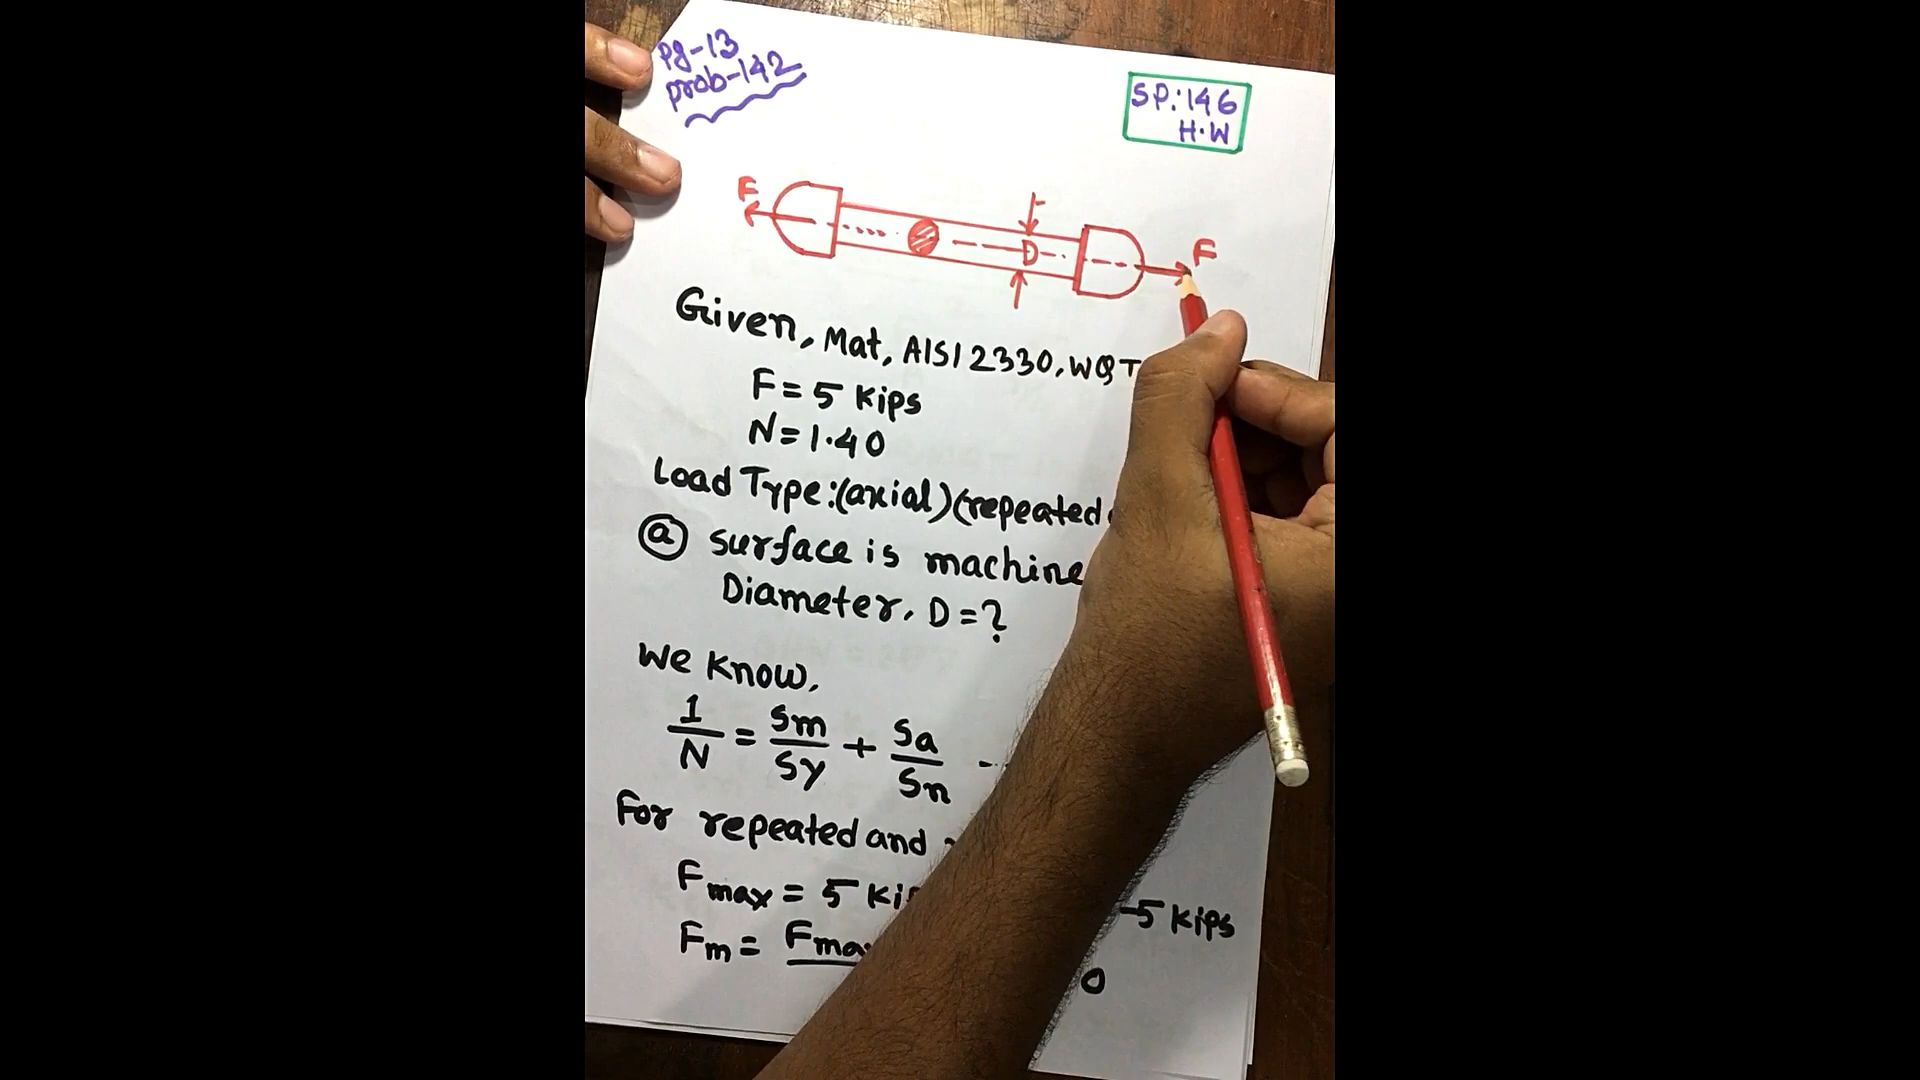 Pg-13
prob-142
SP:146
H.W
F
F
D
Given, Mat, AISI 2330, WQT
F = 5 Kips
N = 1.40
Load Type:(axial)(repeated
ⓐ surface is machine
Diameter, D = ?
We Know,
1/N = Sm/Sy + Sa/Sn
For repeated and
Fmax = 5 -5 Kips
Fm = 0